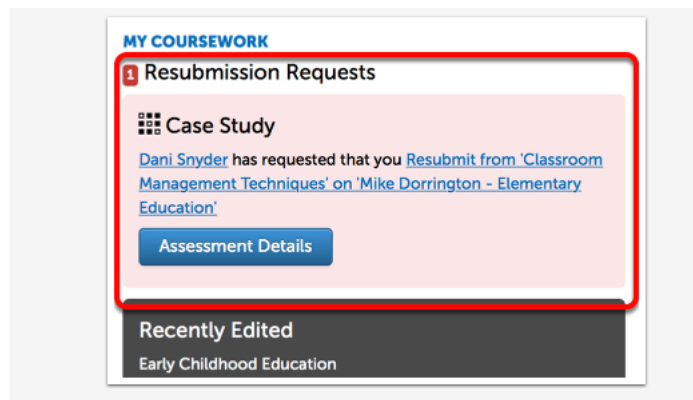 MY COURSEWORK
1 Resubmission Requests
Case Study
Dani Snyder has requested that you Resubmit from 'Classroom
Management Techniques' on 'Mike Dorrington - Elementary
Education'
Assessment Details
Recently Edited
Early Childhood Education